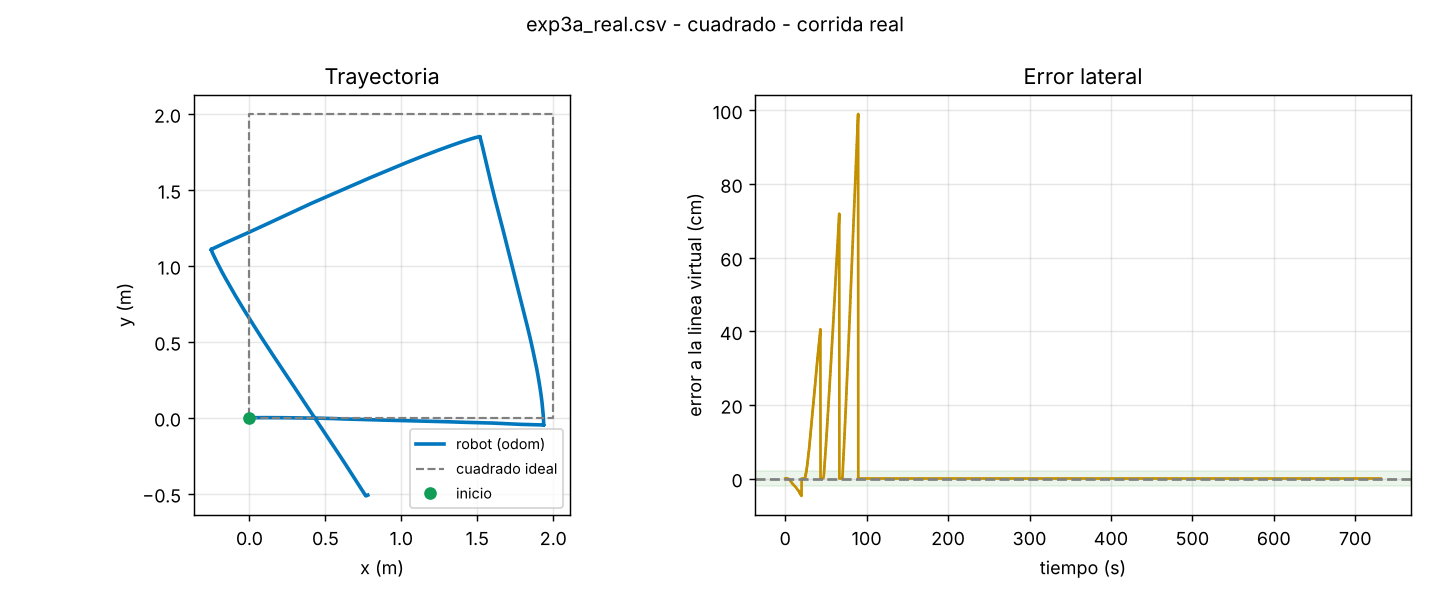 exp3a_real.csv - cuadrado - corrida real
Trayectoria
y (m)
2.0
1.5
1.0
0.5
0.0
−0.5
0.0
0.5
1.0
1.5
2.0
x (m)
robot (odom)
cuadrado ideal
inicio
Error lateral
error a la linea virtual (cm)
100
80
60
40
20
0
0
100
200
300
400
500
600
700
tiempo (s)